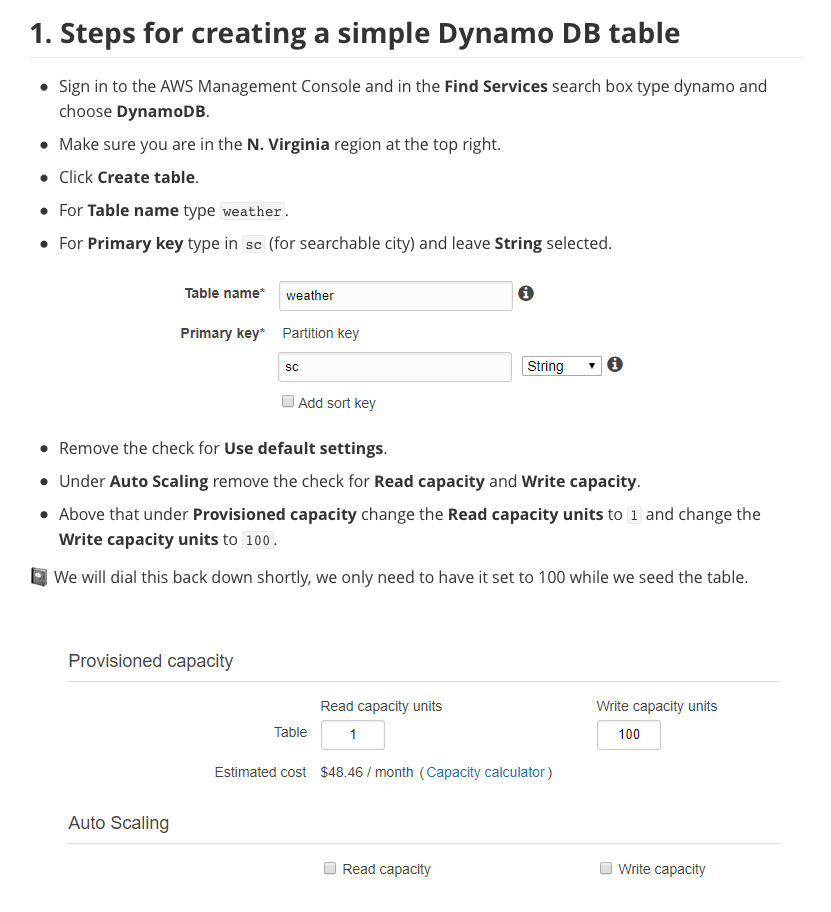 1. Steps for creating a simple Dynamo DB table
Sign in to the AWS Management Console and in the Find Services search box type dynamo and
choose DynamoDB.
Make sure you are in the N. Virginia region at the top right.
Click Create table.
For Table name type weather.
For Primary key type in sc (for searchable city) and leave String selected.
Table name* weather
Primary key* Partition key
sc String
Add sort key
Remove the check for Use default settings.
Under Auto Scaling remove the check for Read capacity and Write capacity.
Above that under Provisioned capacity change the Read capacity units to 1 and change the
Write capacity units to 100.
We will dial this back down shortly, we only need to have it set to 100 while we seed the table.
Provisioned capacity
Read capacity units Write capacity units
Table 1 100
Estimated cost $48.46 / month (Capacity calculator)
Auto Scaling
Read capacity Write capacity